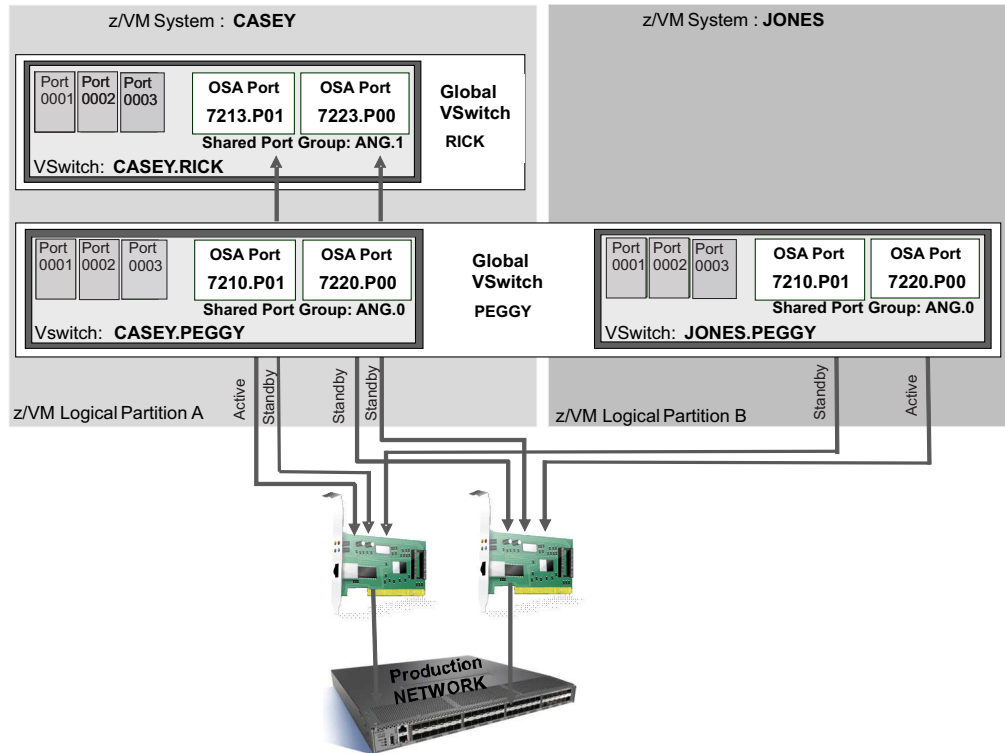 z/VM System : CASEY
z/VM System : JONES
Port 0001
Port 0002
Port 0003
OSA Port
7213.P01
OSA Port
7223.P00
Shared Port Group: ANG.1
VSwitch: CASEY.RICK
Global
VSwitch
RICK
Port 0001
Port 0002
Port 0003
OSA Port
7210.P01
OSA Port
7220.P00
Shared Port Group: ANG.0
Vswitch: CASEY.PEGGY
Global
VSwitch
PEGGY
Port 0001
Port 0002
Port 0003
OSA Port
7210.P01
OSA Port
7220.P00
Shared Port Group: ANG.0
VSwitch: JONES.PEGGY
z/VM Logical Partition A
Active
Standby
Standby
Standby
z/VM Logical Partition B
Standby
Active
Production
NETWORK